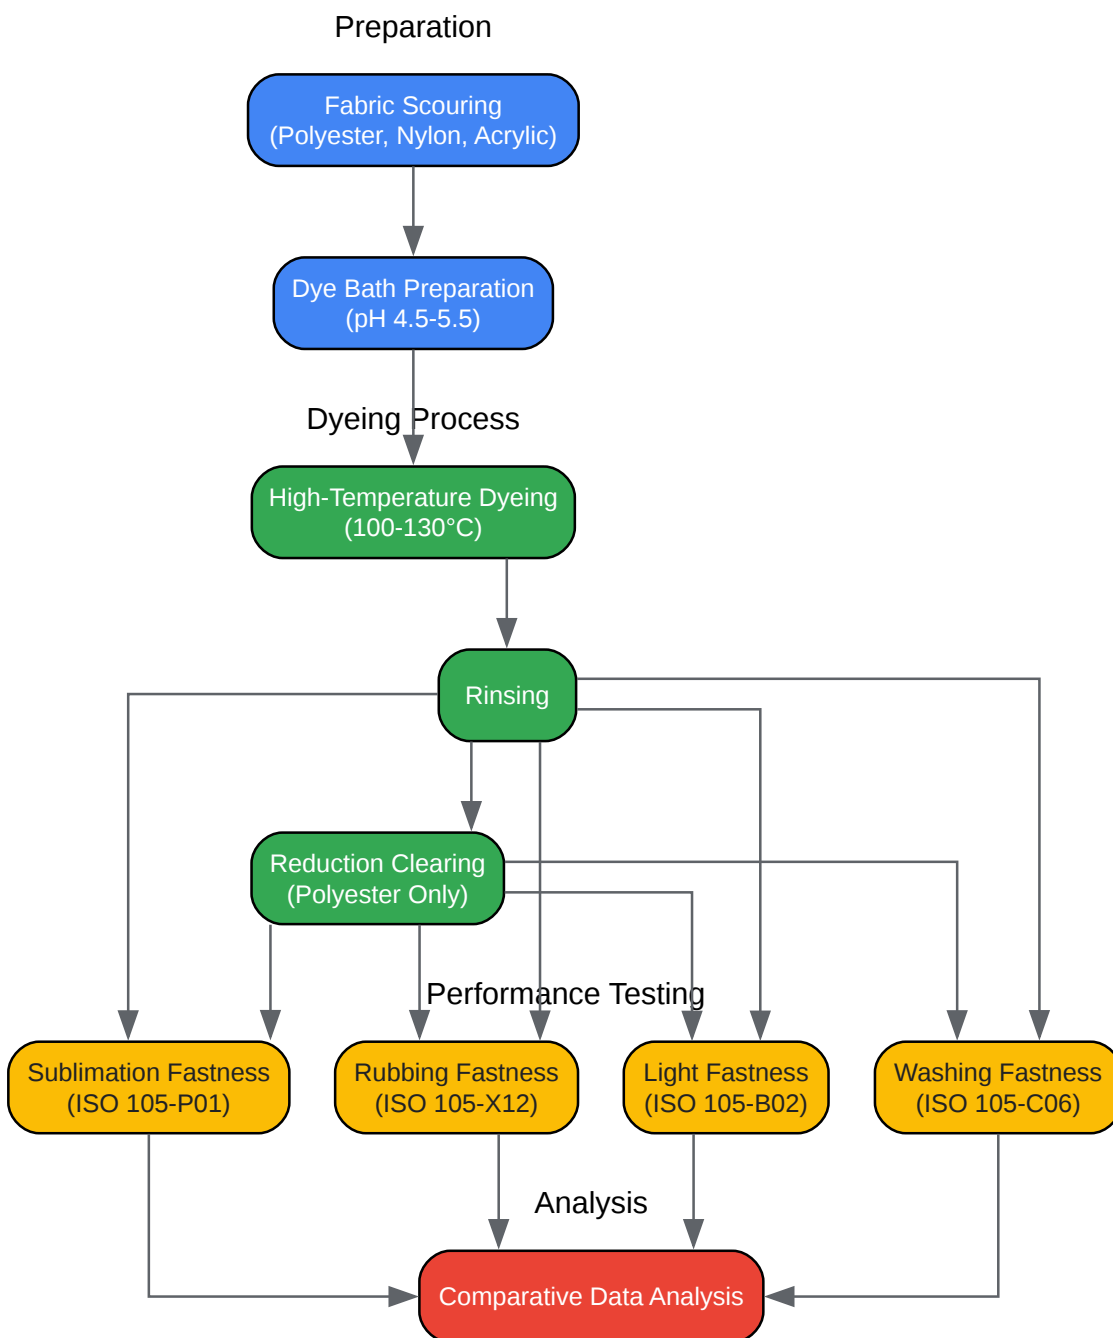 Preparation
Fabric Scouring
(Polyester, Nylon, Acrylic)
Dye Bath Preparation
(pH 4.5-5.5)
Dyeing Process
High-Temperature Dyeing
(100-130°C)
Rinsing
Reduction Clearing
(Polyester Only)
Performance Testing
Sublimation Fastness
(ISO 105-P01)
Rubbing Fastness
(ISO 105-X12)
Light Fastness
(ISO 105-B02)
Washing Fastness
(ISO 105-C06)
Analysis
Comparative Data Analysis